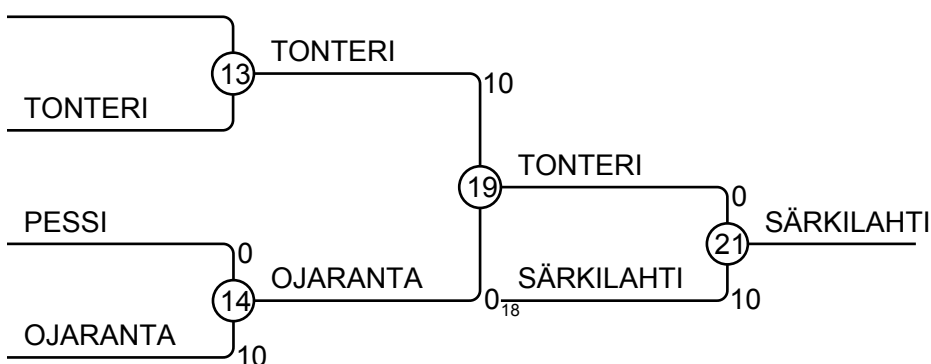 TONTERI
13
10
TONTERI
TONTERI
19
0
PESSI
SÄRKILAHTI
0
21
OJARANTA
SÄRKILAHTI
14
0
18
10
OJARANTA
10